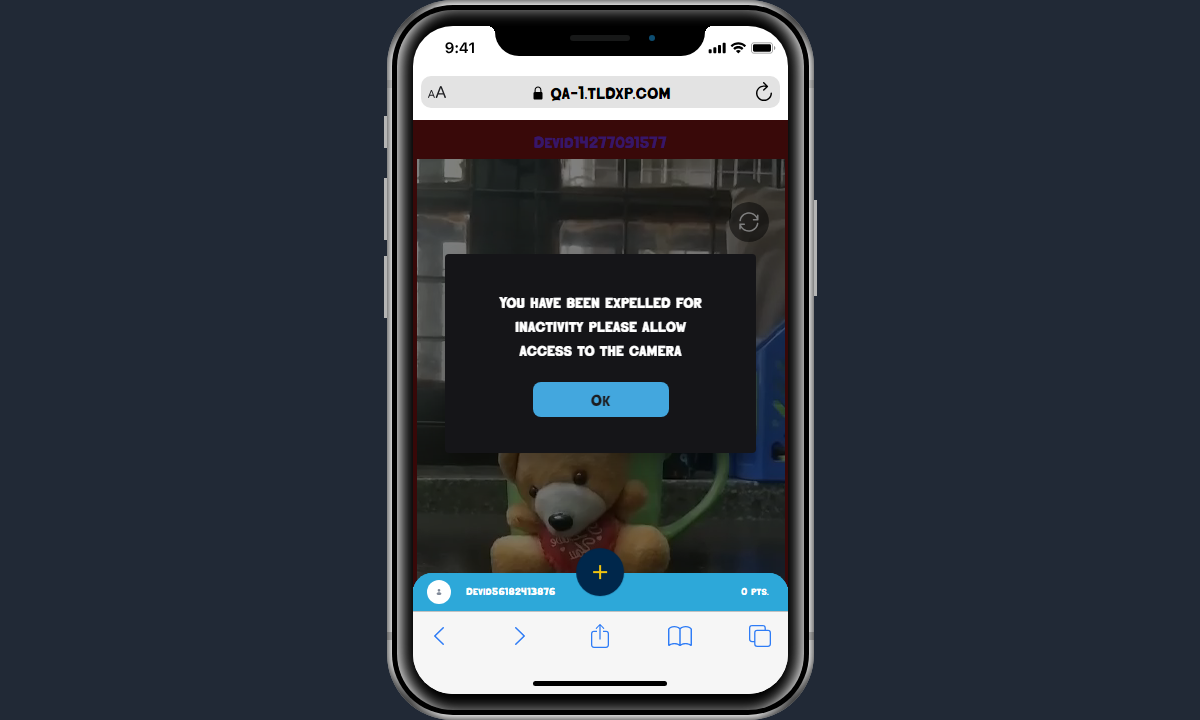 9:41
AA
QA-1.TLDXP.COM
DEVID14277091577
YOU HAVE BEEN EXPELLED FOR
INACTIVITY PLEASE ALLOW
ACCESS TO THE CAMERA
OK
DEVID56182413876
0 PTS.